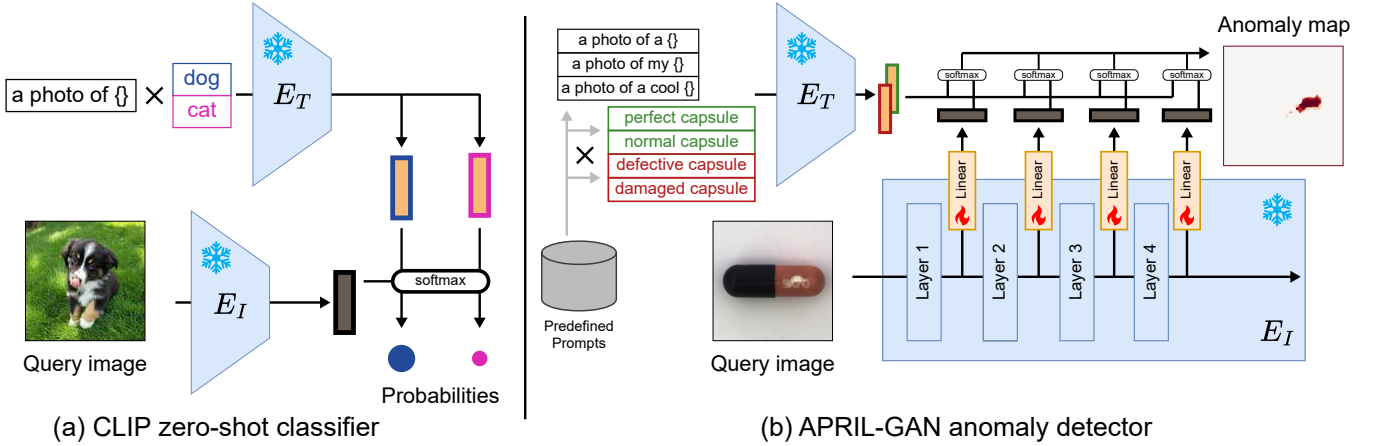 a photo of {}
dog
cat
E_T
Query image
E_I
softmax
Probabilities
(a) CLIP zero-shot classifier
a photo of a {}
a photo of my {}
a photo of a cool {}
perfect capsule
normal capsule
defective capsule
damaged capsule
Predefined
Prompts
E_T
Query image
softmax
softmax
softmax
softmax
Linear
Linear
Linear
Linear
Layer 1
Layer 2
Layer 3
Layer 4
E_I
Anomaly map
(b) APRIL-GAN anomaly detector